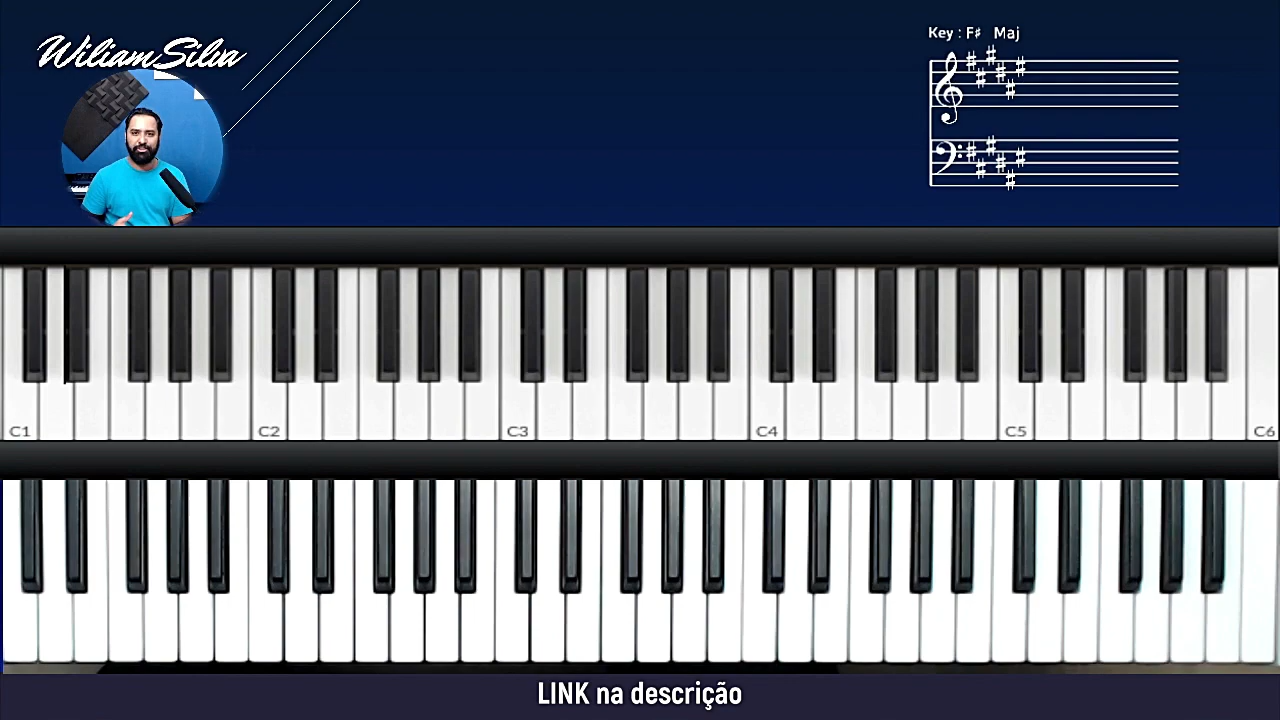 WiliamSilva
Key : F♯ Maj
C1 C2 C3 C4 C5 C6
LINK na descrição